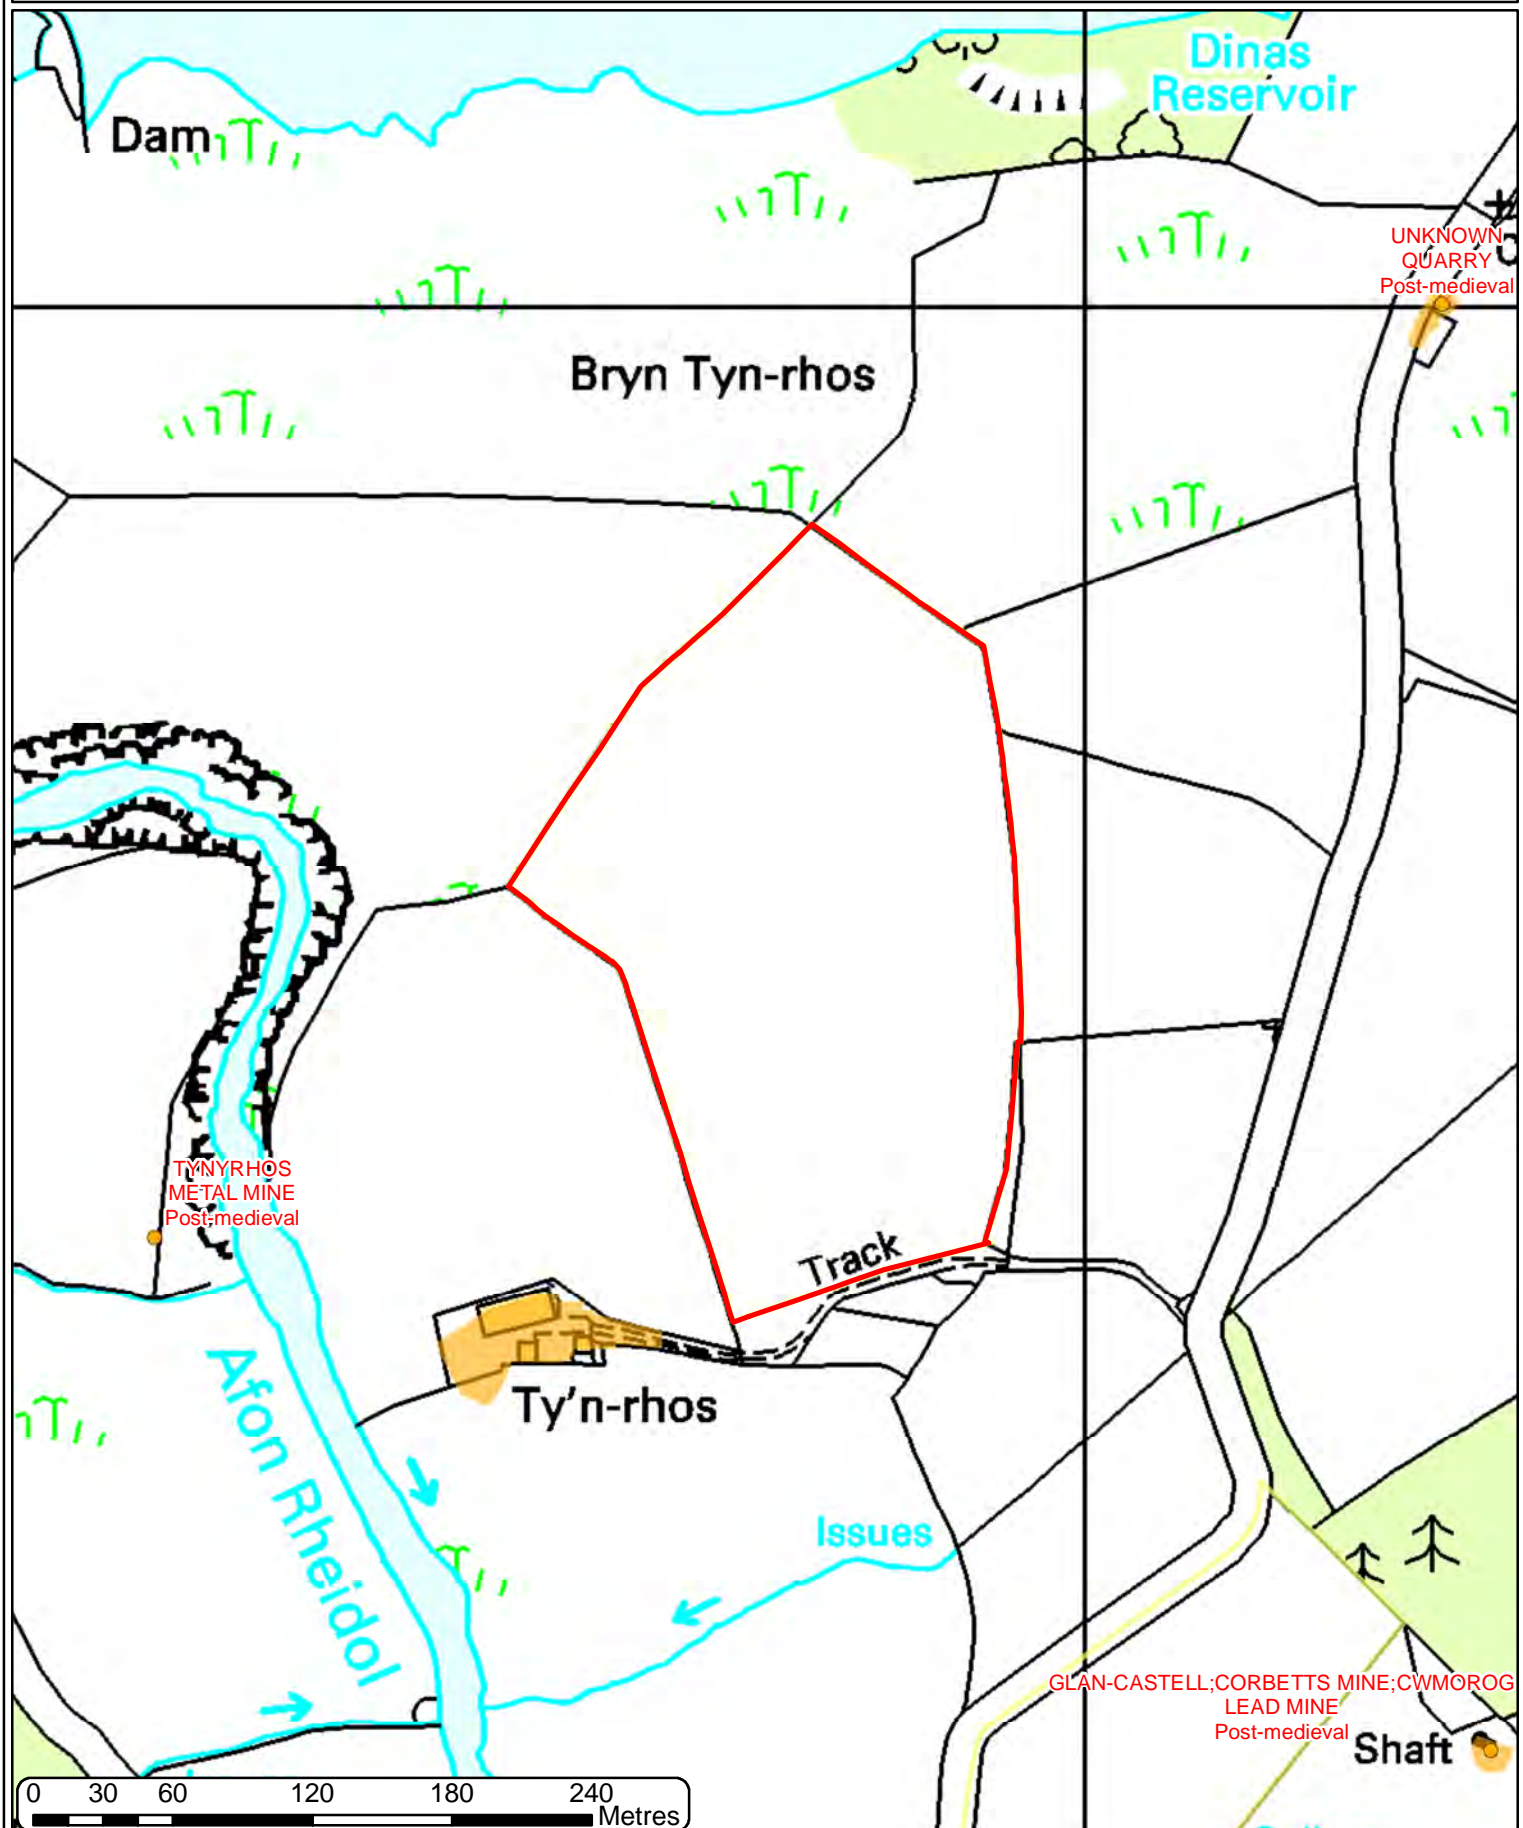 Dinas
Reservoir
Dam
UNKNOWN
QUARRY
Post-medieval
Bryn Tyn-rhos
TYNYRHOS
METAL MINE
Post-medieval
Track
Ty'n-rhos
Afon Rheidol
Issues
GLAN-CASTELL;CORBETTS MINE;CWMOROG
LEAD MINE
Post-medieval
Shaft
0 30 60 120 180 240
Metres